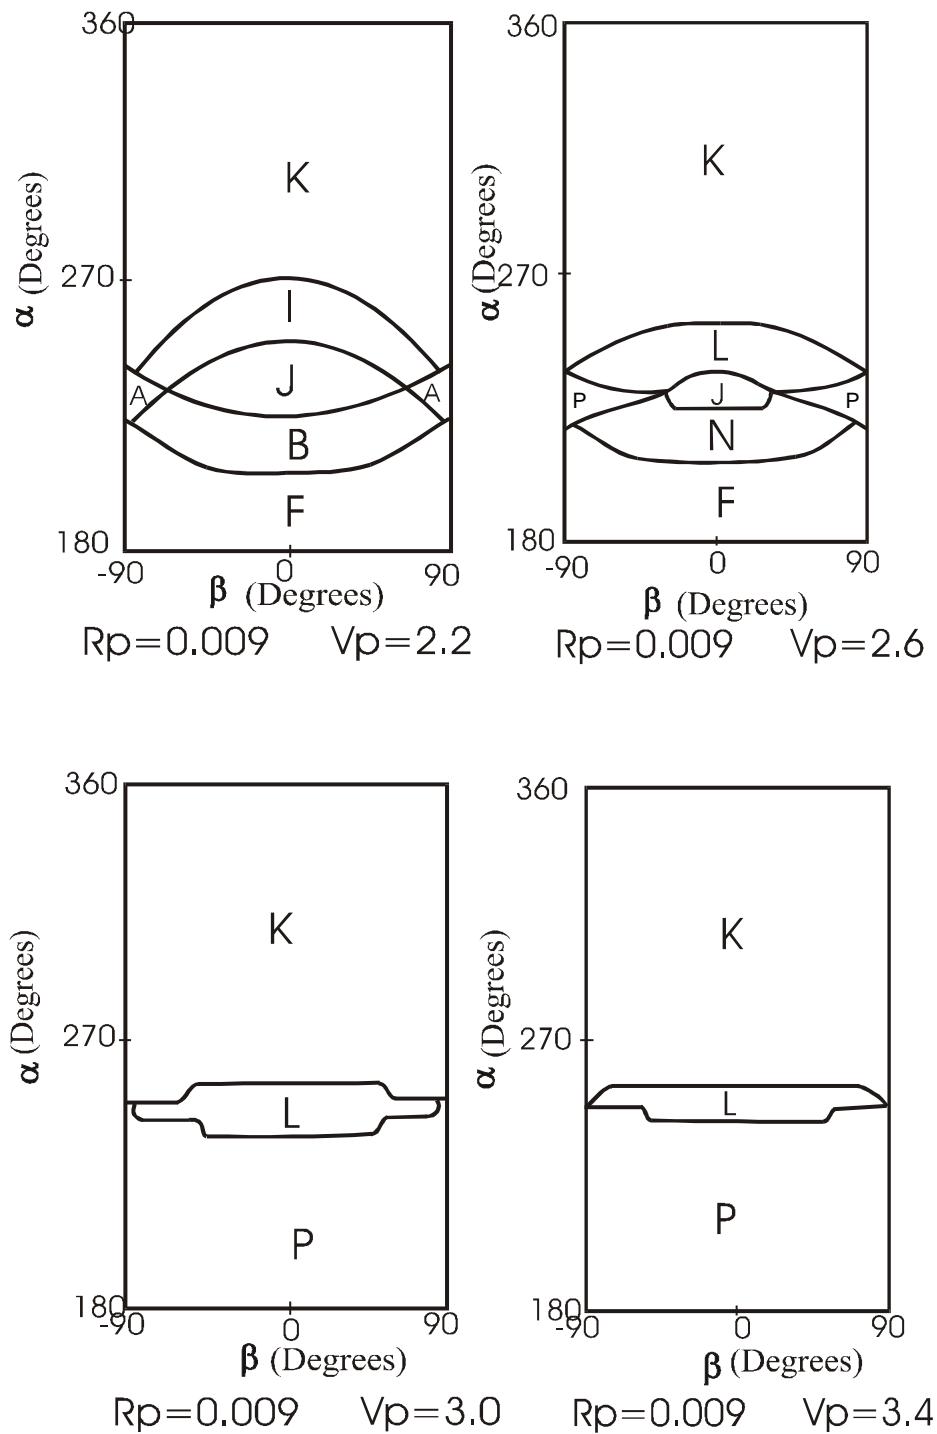 360
K
α (Degrees)
270
I
J
A
A
B
F
180
-90
0
90
β (Degrees)
Rp=0.009 Vp=2.2
360
K
α (Degrees)
270
L
P
J
P
N
F
180
-90
0
90
β (Degrees)
Rp=0.009 Vp=2.6
360
K
α (Degrees)
270
L
P
180
-90
0
90
β (Degrees)
Rp=0.009 Vp=3.0
360
K
α (Degrees)
270
L
P
180
-90
0
90
β (Degrees)
Rp=0.009 Vp=3.4